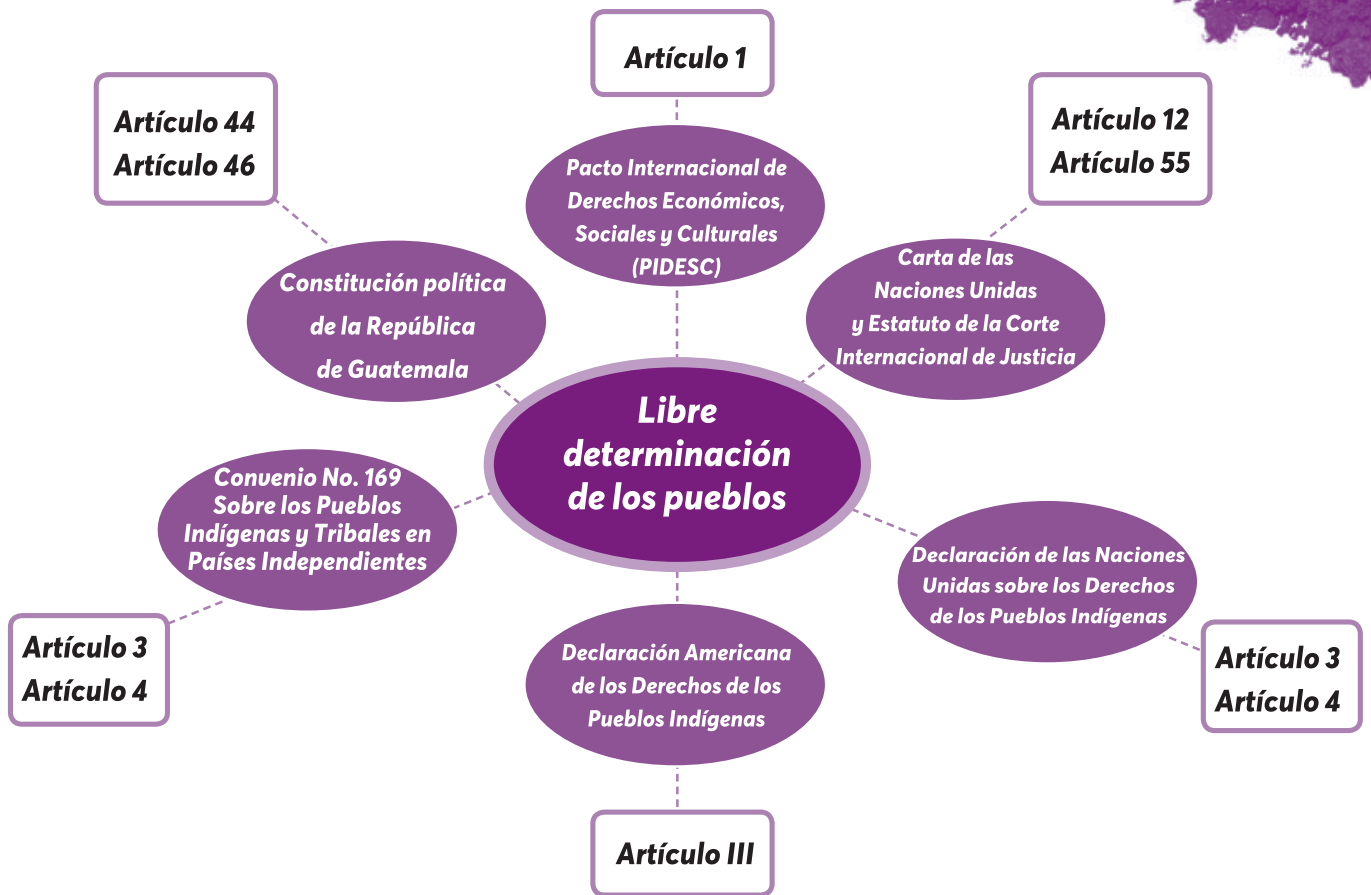 Artículo 1
Pacto Internacional de
Derechos Económicos,
Sociales y Culturales
(PIDESC)
Artículo 44
Artículo 46
Constitución política
de la República
de Guatemala
Artículo 12
Artículo 55
Carta de las
Naciones Unidas
y Estatuto de la Corte
Internacional de Justicia
Libre
determinación
de los pueblos
Convenio No. 169
Sobre los Pueblos
Indígenas y Tribales en
Países Independientes
Artículo 3
Artículo 4
Declaración Americana
de los Derechos de los
Pueblos Indígenas
Artículo III
Declaración de las Naciones
Unidas sobre los Derechos
de los Pueblos Indígenas
Artículo 3
Artículo 4